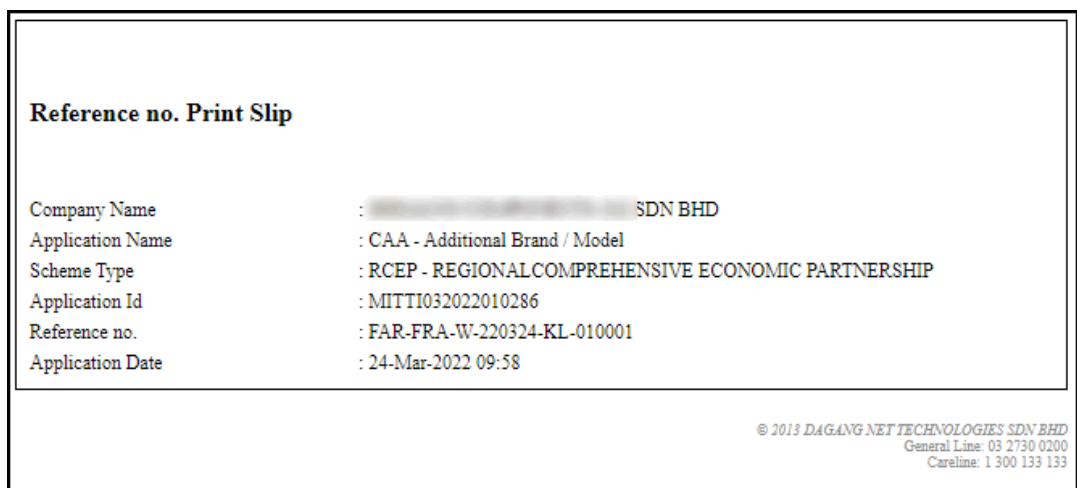 Reference no. Print Slip
Company Name : SDN BHD
Application Name : CAA - Additional Brand / Model
Scheme Type : RCEP - REGIONALCOMPREHENSIVE ECONOMIC PARTNERSHIP
Application Id : MITTI032022010286
Reference no. : FAR-FRA-W-220324-KL-010001
Application Date : 24-Mar-2022 09:58
© 2013 DAGANG NET TECHNOLOGIES SDN BHD
General Line: 03 2730 0200
Careline: 1 300 133 133